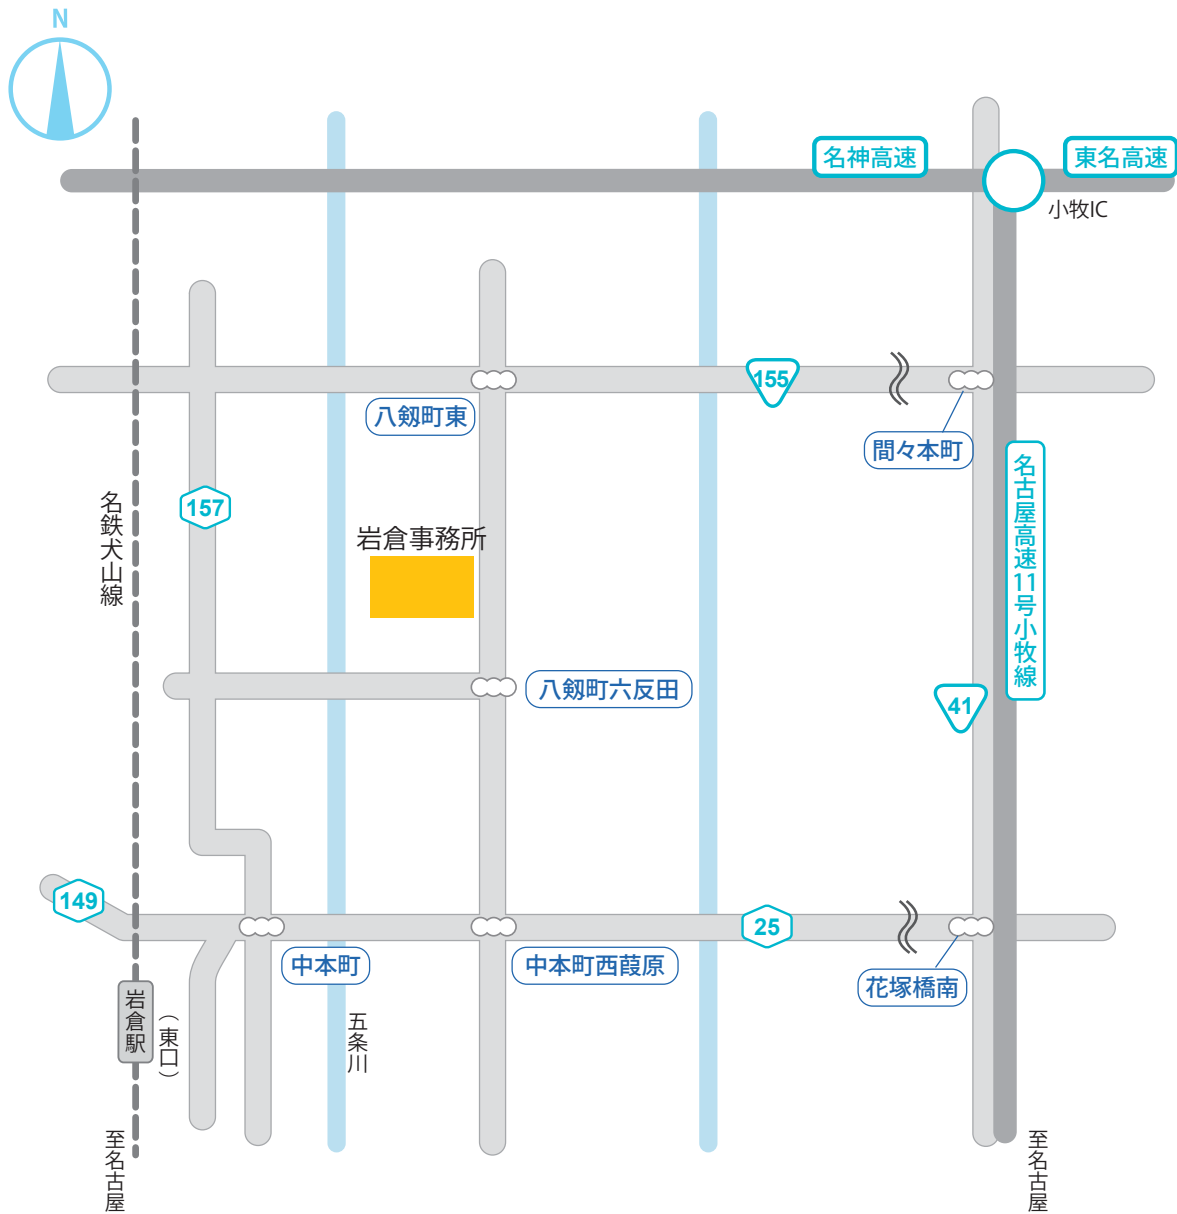 N
名神高速
東名高速
小牧IC
155
八剱町東
間々本町
157
名鉄犬山線
岩倉事務所
名古屋高速11号小牧線
八剱町六反田
41
149
25
中本町
中本町西葭原
花塚橋南
岩倉駅
（東口）
五条川
至名古屋
至名古屋